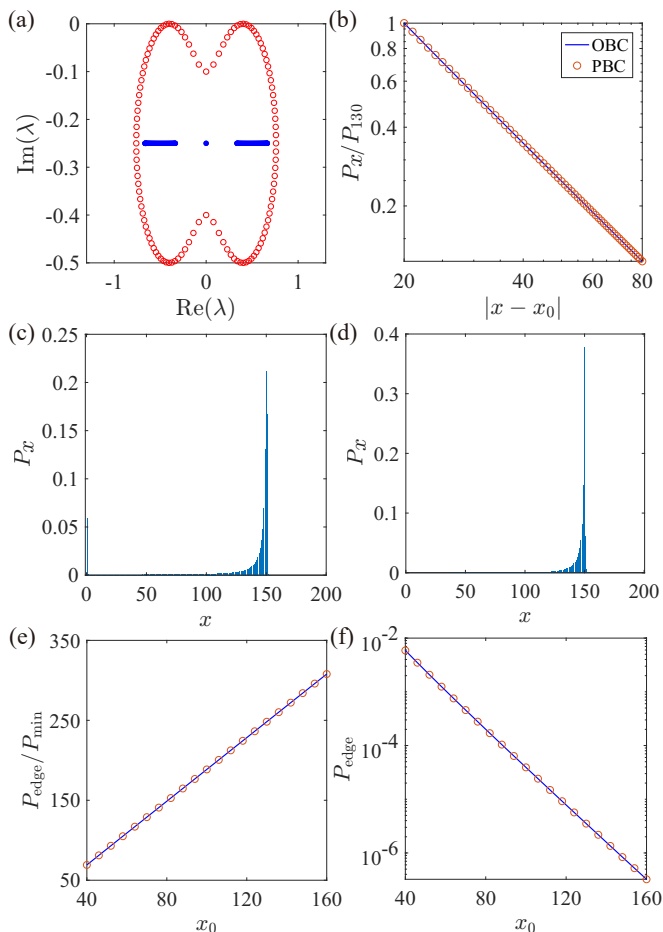 (a)
0
-0.1
-0.2
-0.3
-0.4
-0.5
Im(λ)
-1
0
1
Re(λ)
(b)
1
0.8
0.6
0.4
0.2
P_x/P_130
OBC
PBC
20
40
60
80
|x − x_0|
(c)
0.25
0.2
0.15
0.1
0.05
0
P_x
0
50
100
150
200
x
(d)
0.4
0.3
0.2
0.1
0
P_x
0
50
100
150
200
x
(e)
350
250
150
50
P_edge/P_min
40
80
120
160
x_0
(f)
10^-2
10^-4
10^-6
P_edge
40
80
120
160
x_0